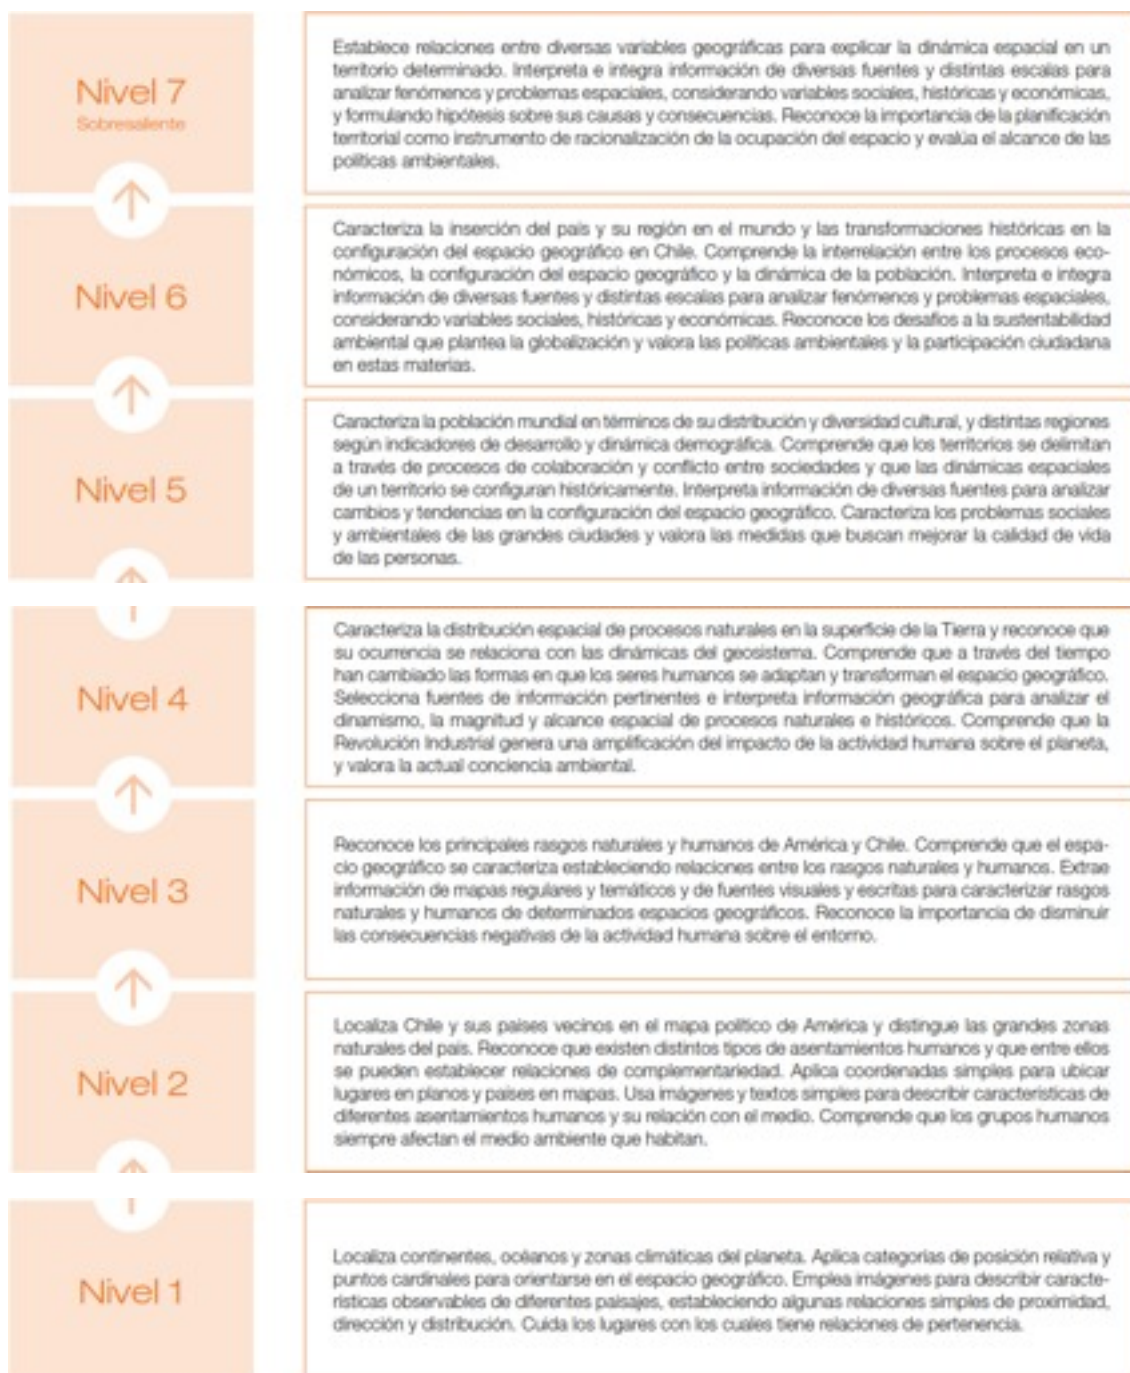 Nivel 7
Sobresaliente
Establece relaciones entre diversas variables geográficas para explicar la dinámica espacial en un
territorio determinado. Interpreta e integra información de diversas fuentes y distintas escalas para
analizar fenómenos y problemas espaciales, considerando variables sociales, históricas y económicas,
y formulando hipótesis sobre sus causas y consecuencias. Reconoce la importancia de la planificación
territorial como instrumento de racionalización de la ocupación del espacio y evalúa el alcance de las
políticas ambientales.
Nivel 6
Caracteriza la inserción del país y su región en el mundo y las transformaciones históricas en la
configuración del espacio geográfico en Chile. Comprende la interrelación entre los procesos eco-
nómicos, la configuración del espacio geográfico y la dinámica de la población. Interpreta e integra
información de diversas fuentes y distintas escalas para analizar fenómenos y problemas espaciales,
considerando variables sociales, históricas y económicas. Reconoce los desafíos a la sustentabilidad
ambiental que plantea la globalización y valora las políticas ambientales y la participación ciudadana
en estas materias.
Nivel 5
Caracteriza la población mundial en términos de su distribución y diversidad cultural, y distintas regiones
según indicadores de desarrollo y dinámica demográfica. Comprende que los territorios se delimitan
a través de procesos de colaboración y conflicto entre sociedades y que las dinámicas espaciales
de un territorio se configuran históricamente. Interpreta información de diversas fuentes para analizar
cambios y tendencias en la configuración del espacio geográfico. Caracteriza los problemas sociales
y ambientales de las grandes ciudades y valora las medidas que buscan mejorar la calidad de vida
de las personas.
Nivel 4
Caracteriza la distribución espacial de procesos naturales en la superficie de la Tierra y reconoce que
su ocurrencia se relaciona con las dinámicas del geosistema. Comprende que a través del tiempo
han cambiado las formas en que los seres humanos se adaptan y transforman el espacio geográfico.
Selecciona fuentes de información pertinentes e interpreta información geográfica para analizar el
dinamismo, la magnitud y alcance espacial de procesos naturales e históricos. Comprende que la
Revolución Industrial genera una amplificación del impacto de la actividad humana sobre el planeta,
y valora la actual conciencia ambiental.
Nivel 3
Reconoce los principales rasgos naturales y humanos de América y Chile. Comprende que el espa-
cio geográfico se caracteriza estableciendo relaciones entre los rasgos naturales y humanos. Extrae
información de mapas regulares y temáticos y de fuentes visuales y escritas para caracterizar rasgos
naturales y humanos de determinados espacios geográficos. Reconoce la importancia de disminuir
las consecuencias negativas de la actividad humana sobre el entorno.
Nivel 2
Localiza Chile y sus países vecinos en el mapa político de América y distingue las grandes zonas
naturales del país. Reconoce que existen distintos tipos de asentamientos humanos y que entre ellos
se pueden establecer relaciones de complementariedad. Aplica coordenadas simples para ubicar
lugares en planos y países en mapas. Usa imágenes y textos simples para describir características de
diferentes asentamientos humanos y su relación con el medio. Comprende que los grupos humanos
siempre afectan el medio ambiente que habitan.
Nivel 1
Localiza continentes, océanos y zonas climáticas del planeta. Aplica categorías de posición relativa y
puntos cardinales para orientarse en el espacio geográfico. Emplea imágenes para describir caracte-
rísticas observables de diferentes paisajes, estableciendo algunas relaciones simples de proximidad,
dirección y distribución. Cuida los lugares con los cuales tiene relaciones de pertenencia.